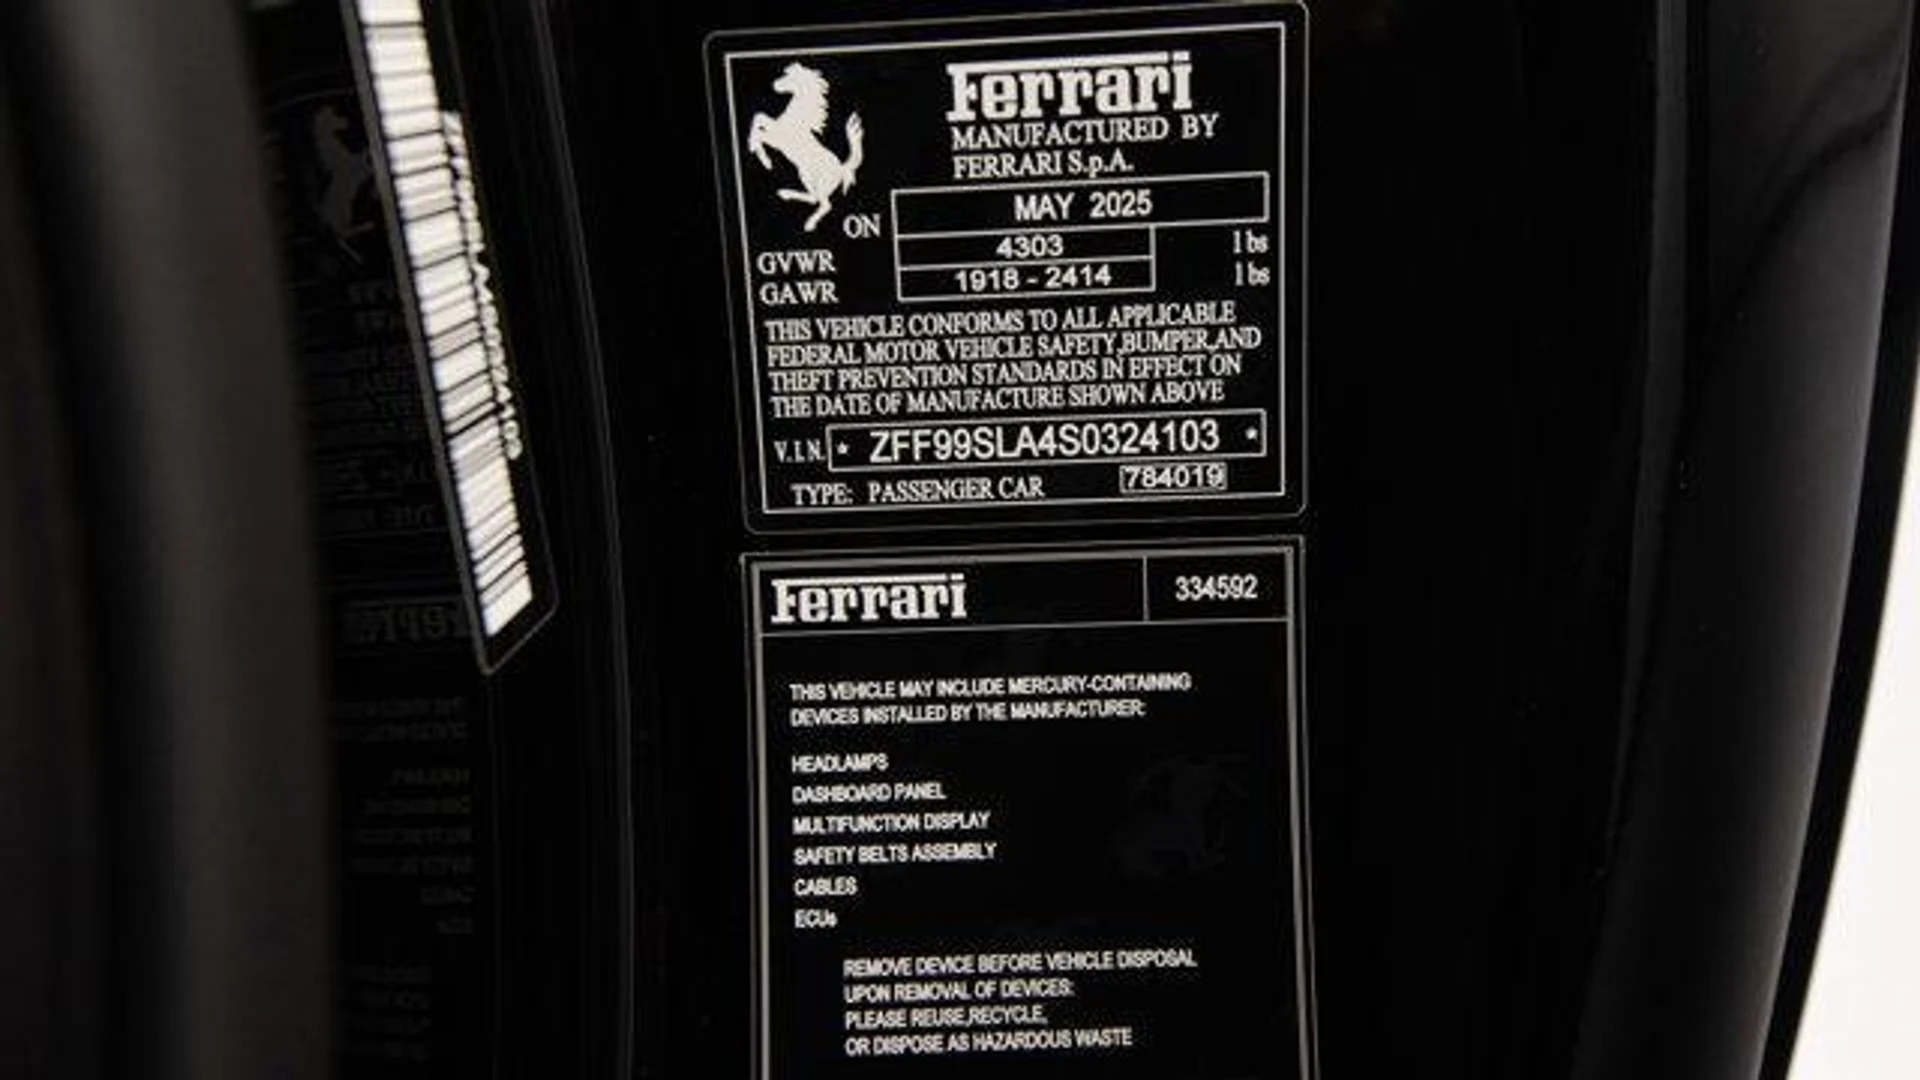 Ferrari
MANUFACTURED BY
FERRARI S.p.A.
ON MAY 2025
GVWR 4303 lbs
GAWR 1918 - 2414 lbs
THIS VEHICLE CONFORMS TO ALL APPLICABLE
FEDERAL MOTOR VEHICLE SAFETY,BUMPER,AND
THEFT PREVENTION STANDARDS IN EFFECT ON
THE DATE OF MANUFACTURE SHOWN ABOVE
V.I.N. * ZFF99SLA4S0324103 *
TYPE: PASSENGER CAR 784019
Ferrari 334592
THIS VEHICLE MAY INCLUDE MERCURY-CONTAINING
DEVICES INSTALLED BY THE MANUFACTURER:
HEADLAMPS
DASHBOARD PANEL
MULTIFUNCTION DISPLAY
SAFETY BELTS ASSEMBLY
CABLES
ECUs
REMOVE DEVICE BEFORE VEHICLE DISPOSAL
UPON REMOVAL OF DEVICES:
PLEASE REUSE,RECYCLE,
OR DISPOSE AS HAZARDOUS WASTE